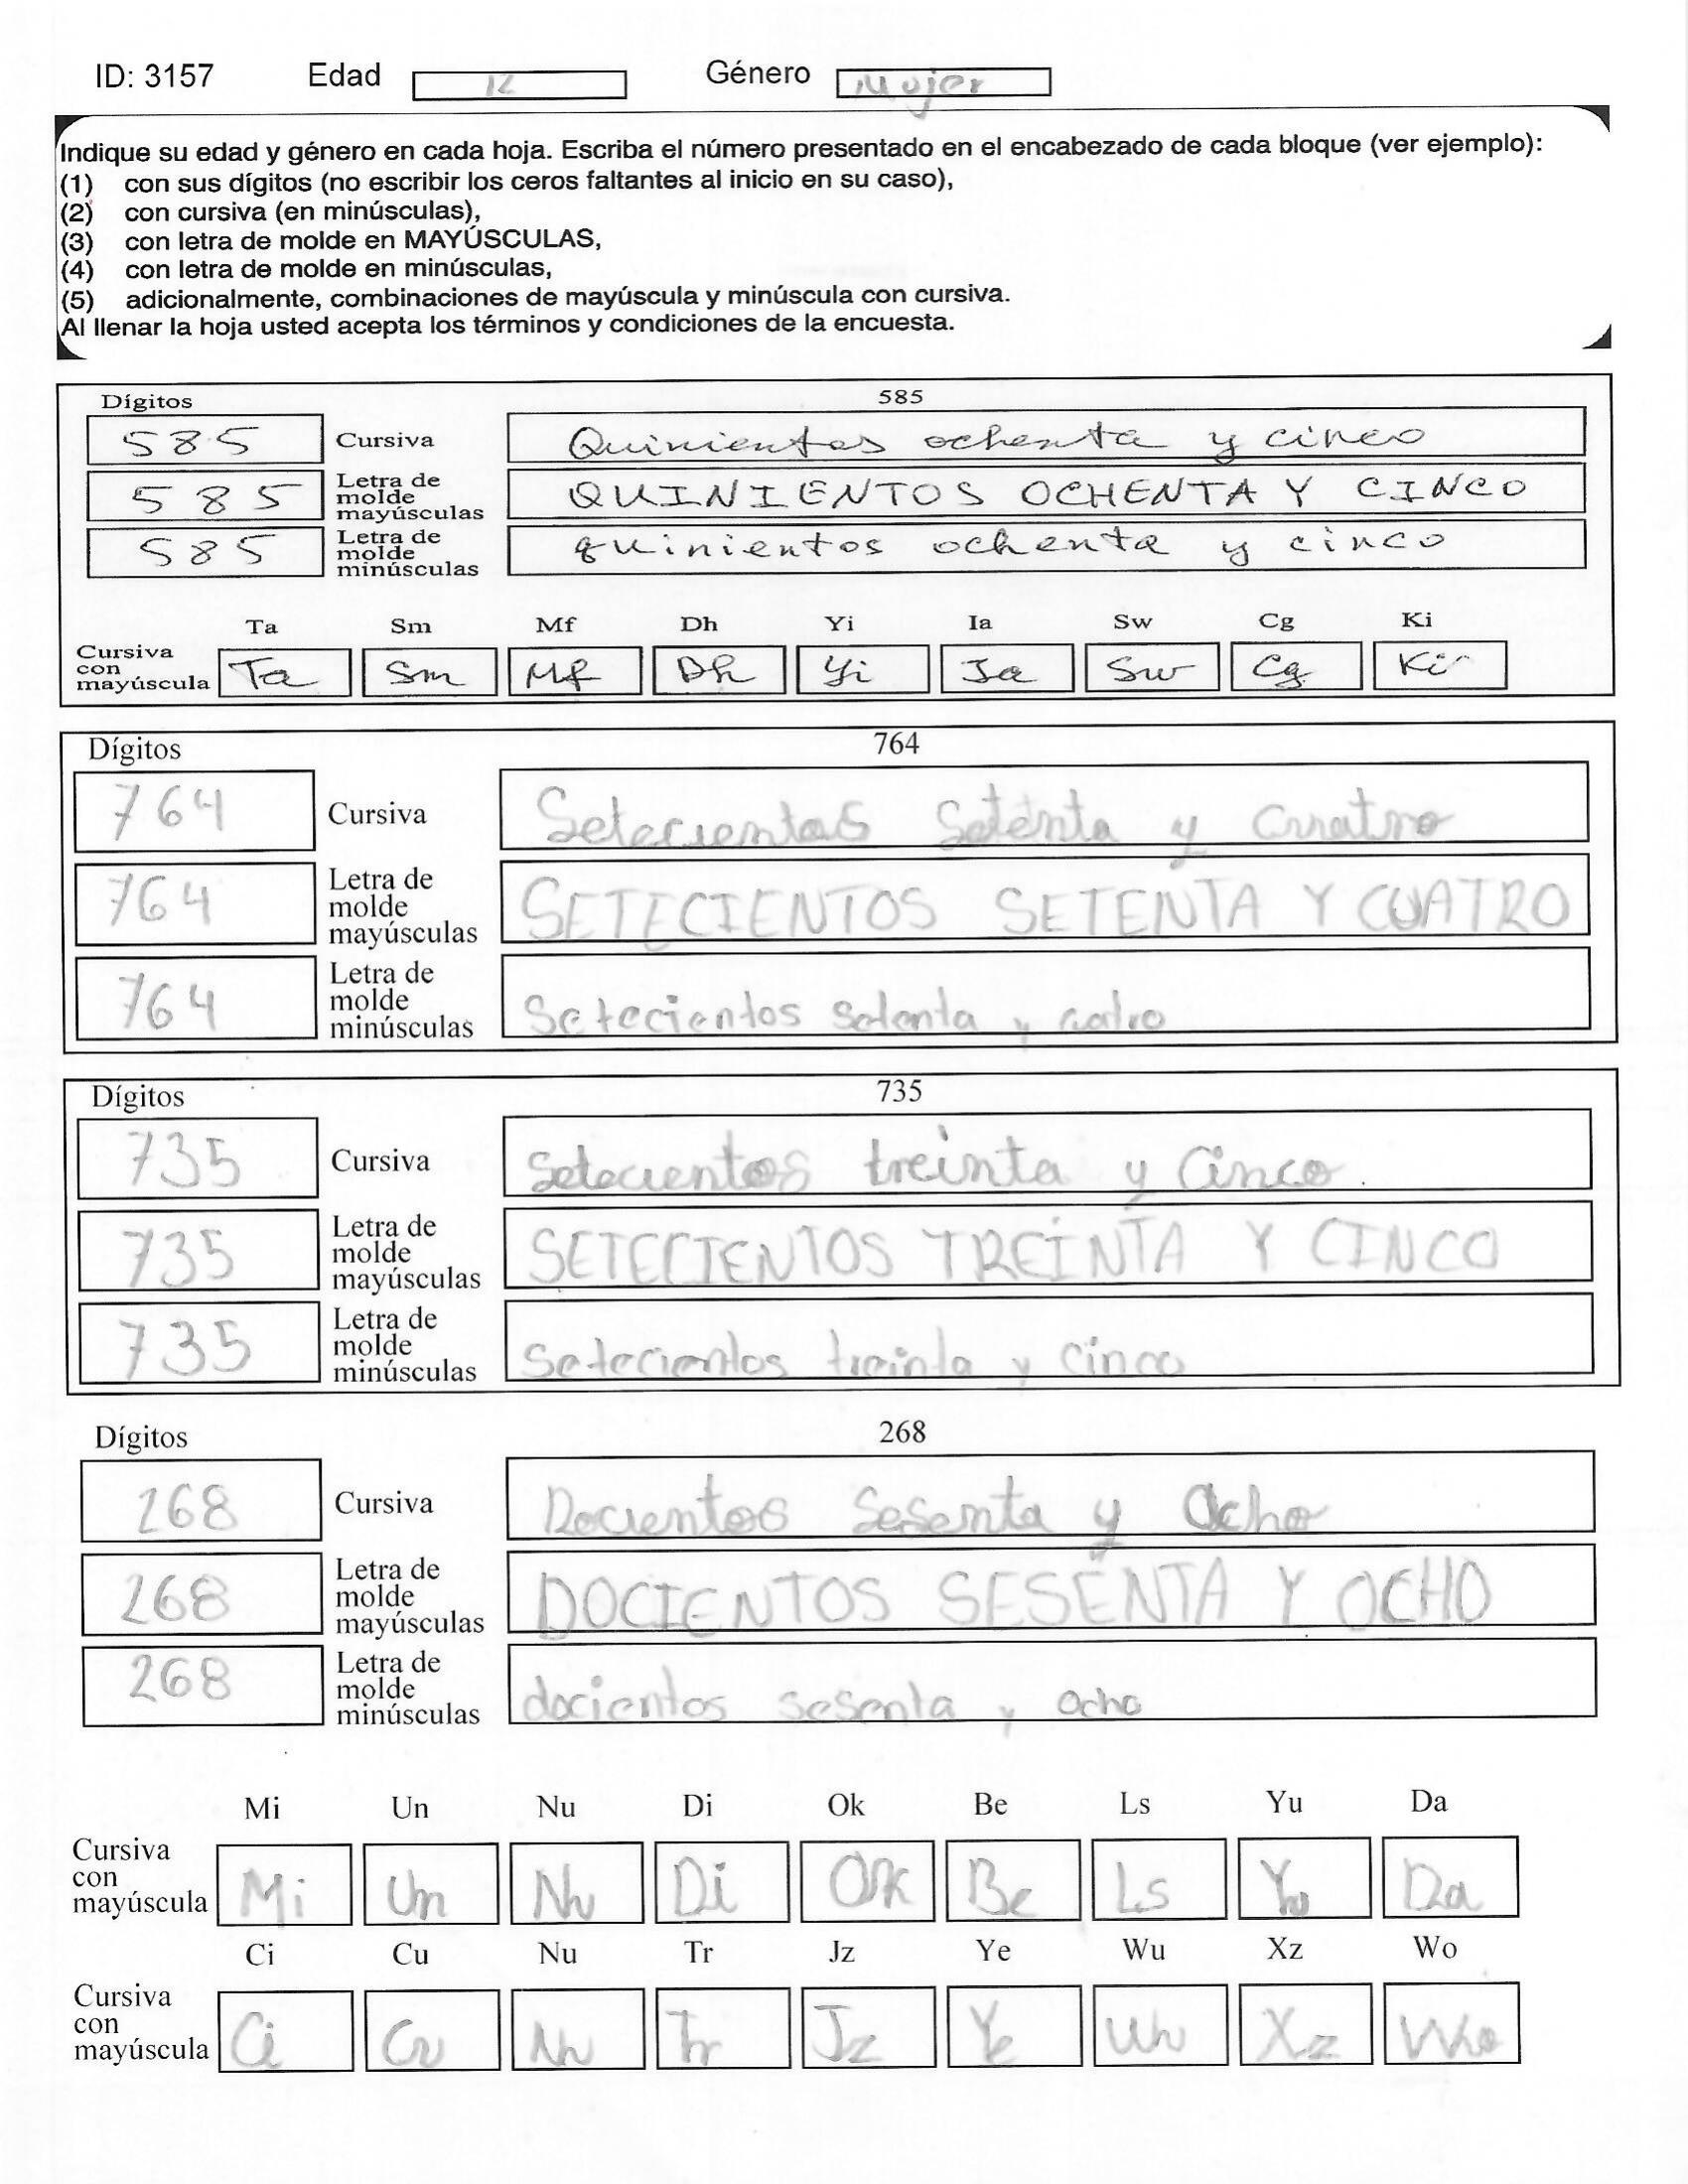 ID: 3157 Edad 12 Género Mujer
Indique su edad y género en cada hoja. Escriba el número presentado en el encabezado de cada bloque (ver ejemplo):
(1) con sus dígitos (no escribir los ceros faltantes al inicio en su caso),
(2) con cursiva (en minúsculas),
(3) con letra de molde en MAYÚSCULAS,
(4) con letra de molde en minúsculas,
(5) adicionalmente, combinaciones de mayúscula y minúscula con cursiva.
Al llenar la hoja usted acepta los términos y condiciones de la encuesta.
Dígitos 585
585 Cursiva Quinientos ochenta y cinco
585 Letra de molde mayúsculas QUINIENTOS OCHENTA Y CINCO
585 Letra de molde minúsculas quinientos ochenta y cinco
Ta Sm Mf Dh Yi Ia Sw Cg Ki
Cursiva con mayúscula Ta Sm Mf Dh Yi Ia Sw Cg Ki
Dígitos 764
764 Cursiva Setecientos Setenta y Cuatro
764 Letra de molde mayúsculas SETECIENTOS SETENTA Y CUATRO
764 Letra de molde minúsculas Setecientos setenta y cuatro
Dígitos 735
735 Cursiva Setecientos treinta y Cinco
735 Letra de molde mayúsculas SETECIENTOS TREINTA Y CINCO
735 Letra de molde minúsculas Setecientos treinta y cinco
Dígitos 268
268 Cursiva Docientos Sesenta y Ocho
268 Letra de molde mayúsculas DOCIENTOS SESENTA Y OCHO
268 Letra de molde minúsculas docientos sesenta y ocho
Mi Un Nu Di Ok Be Ls Yu Da
Cursiva con mayúscula Mi Un Nu Di Ok Be Ls Yu Da
Ci Cu Nu Tr Jz Ye Wu Xz Wo
Cursiva con mayúscula Ci Cu Nu Tr Jz Ye Wu Xz Wo